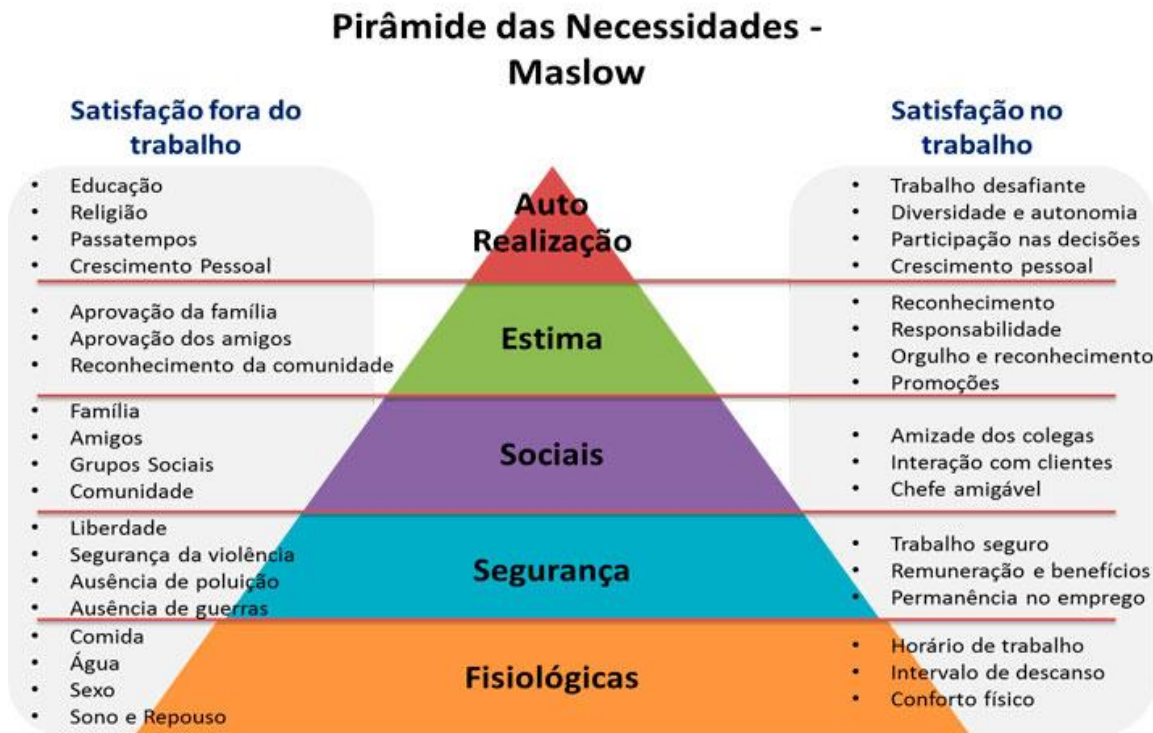 Pirâmide das Necessidades -
Maslow
Satisfação fora do
trabalho
• Educação
• Religião
• Passatempos
• Crescimento Pessoal
• Aprovação da família
• Aprovação dos amigos
• Reconhecimento da comunidade
• Família
• Amigos
• Grupos Sociais
• Comunidade
• Liberdade
• Segurança da violência
• Ausência de poluição
• Ausência de guerras
• Comida
• Água
• Sexo
• Sono e Repouso
Auto
Realização
Estima
Sociais
Segurança
Fisiológicas
Satisfação no
trabalho
• Trabalho desafiante
• Diversidade e autonomia
• Participação nas decisões
• Crescimento pessoal
• Reconhecimento
• Responsabilidade
• Orgulho e reconhecimento
• Promoções
• Amizade dos colegas
• Interação com clientes
• Chefe amigável
• Trabalho seguro
• Remuneração e benefícios
• Permanência no emprego
• Horário de trabalho
• Intervalo de descanso
• Conforto físico